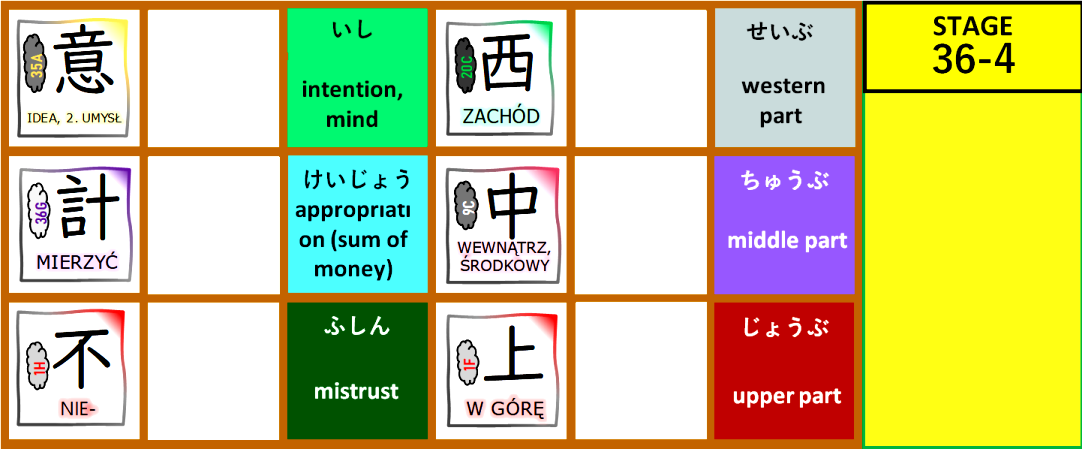 35A
意
IDEA, 2. UMYSŁ
いし
intention,
mind
20C
西
ZACHÓD
せいぶ
western
part
STAGE
36-4
36G
計
MIERZYĆ
けいじょう
appropriati
on (sum of
money)
9C
中
WEWNĄTRZ,
ŚRODKOWY
ちゅうぶ
middle part
1H
不
NIE-
ふしん
mistrust
1F
上
W GÓRĘ
じょうぶ
upper part